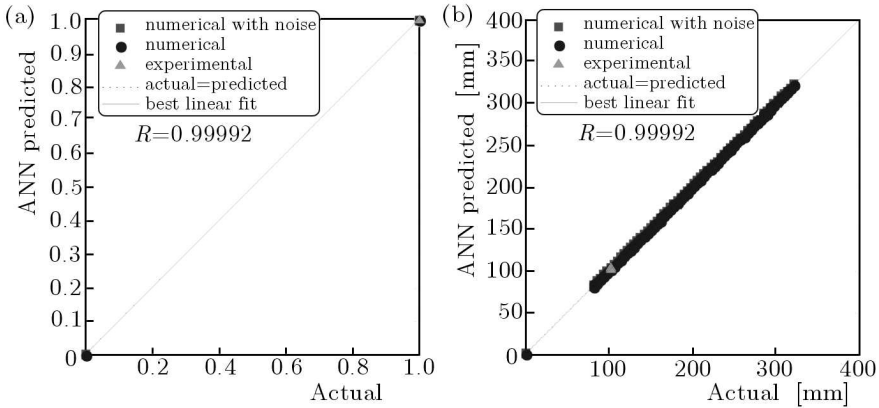 (a)
1.0
0.9
0.8
0.7
0.6
0.5
0.4
0.3
0.2
0.1
0
ANN predicted
numerical with noise
numerical
experimental
actual=predicted
best linear fit
R=0.99992
0.2
0.4
0.6
0.8
1.0
Actual
(b)
400
350
300
250
200
150
100
50
0
ANN predicted [mm]
numerical with noise
numerical
experimental
actual=predicted
best linear fit
R=0.99992
100
200
300
400
Actual [mm]